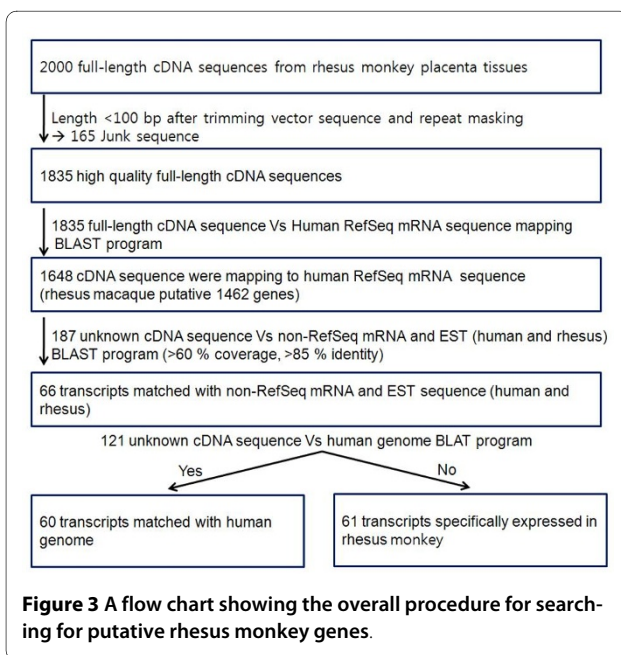 2000 full-length cDNA sequences from rhesus monkey placenta tissues
Length <100 bp after trimming vector sequence and repeat masking
→ 165 Junk sequence
1835 high quality full-length cDNA sequences
1835 full-length cDNA sequence Vs Human RefSeq mRNA sequence mapping
BLAST program
1648 cDNA sequence were mapping to human RefSeq mRNA sequence
(rhesus macaque putative 1462 genes)
187 unknown cDNA sequence Vs non-RefSeq mRNA and EST (human and rhesus)
BLAST program (>60 % coverage, >85 % identity)
66 transcripts matched with non-RefSeq mRNA and EST sequence (human and
rhesus)
121 unknown cDNA sequence Vs human genome BLAT program
Yes
No
60 transcripts matched with human
genome
61 transcripts specifically expressed in
rhesus monkey
Figure 3 A flow chart showing the overall procedure for search-
ing for putative rhesus monkey genes.